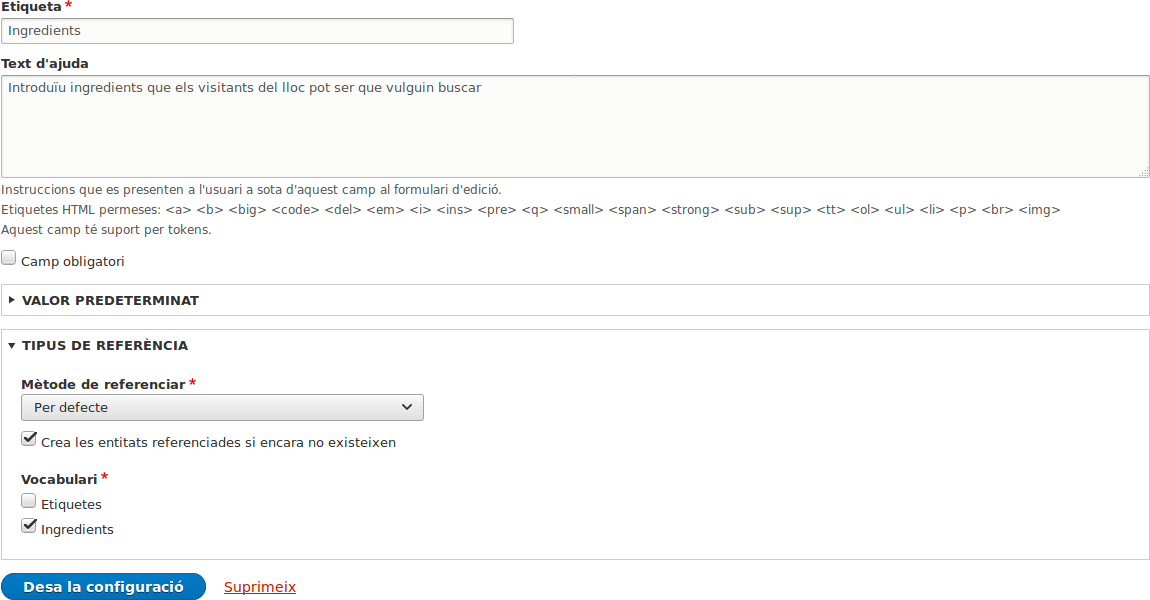 Etiqueta *
Ingredients
Text d'ajuda
Introduïu ingredients que els visitants del lloc pot ser que vulguin buscar
Instruccions que es presenten a l'usuari a sota d'aquest camp al formulari d'edició.
Etiquetes HTML permeses: <a> <b> <big> <code> <del> <em> <i> <ins> <pre> <q> <small> <span> <strong> <sub> <sup> <tt> <ol> <ul> <li> <p> <br> <img>
Aquest camp té suport per tokens.
Camp obligatori
VALOR PREDETERMINAT
TIPUS DE REFERÈNCIA
Mètode de referenciar *
Per defecte
Crea les entitats referenciades si encara no existeixen
Vocabulari *
Etiquetes
Ingredients
Desa la configuració Suprimeix